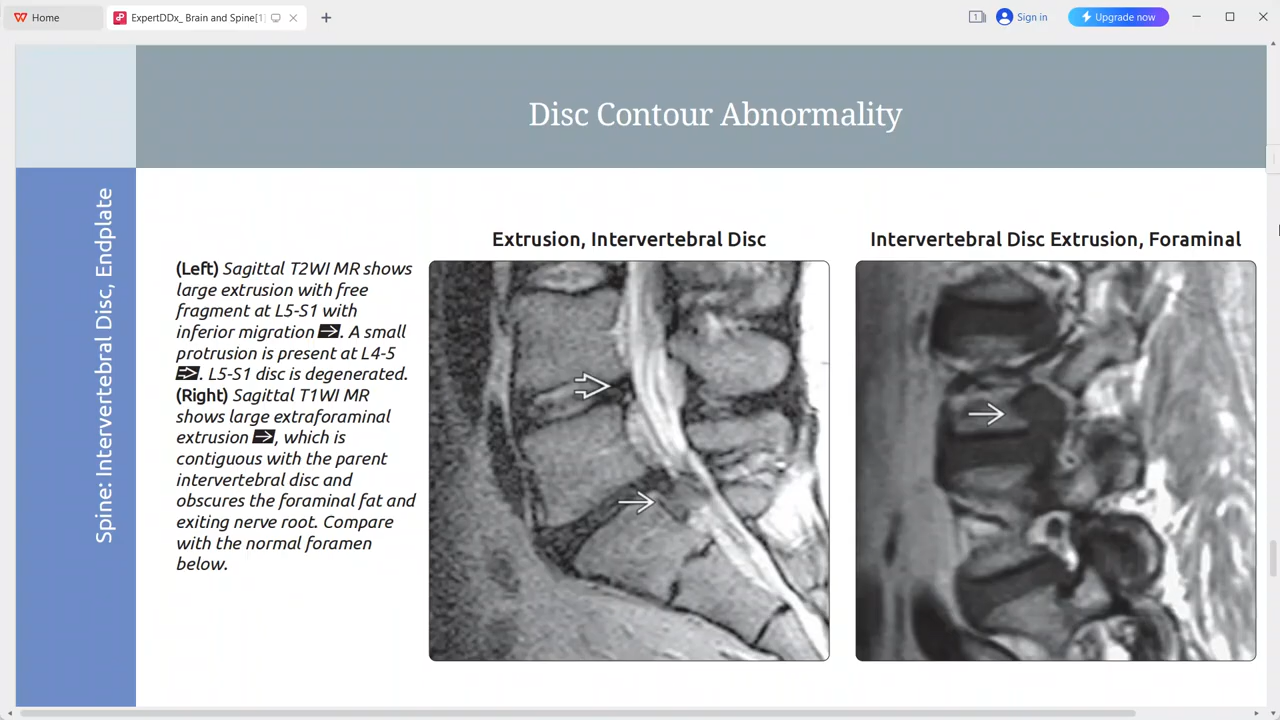 Home
ExpertDDx_ Brain and Spine[1]
1
Sign in
Upgrade now
Disc Contour Abnormality
Spine: Intervertebral Disc, Endplate
(Left) Sagittal T2WI MR shows
large extrusion with free
fragment at L5-S1 with
inferior migration ➡. A small
protrusion is present at L4-5
➡. L5-S1 disc is degenerated.
(Right) Sagittal T1WI MR
shows large extraforaminal
extrusion ➡, which is
contiguous with the parent
intervertebral disc and
obscures the foraminal fat and
exiting nerve root. Compare
with the normal foramen
below.
Extrusion, Intervertebral Disc
Intervertebral Disc Extrusion, Foraminal